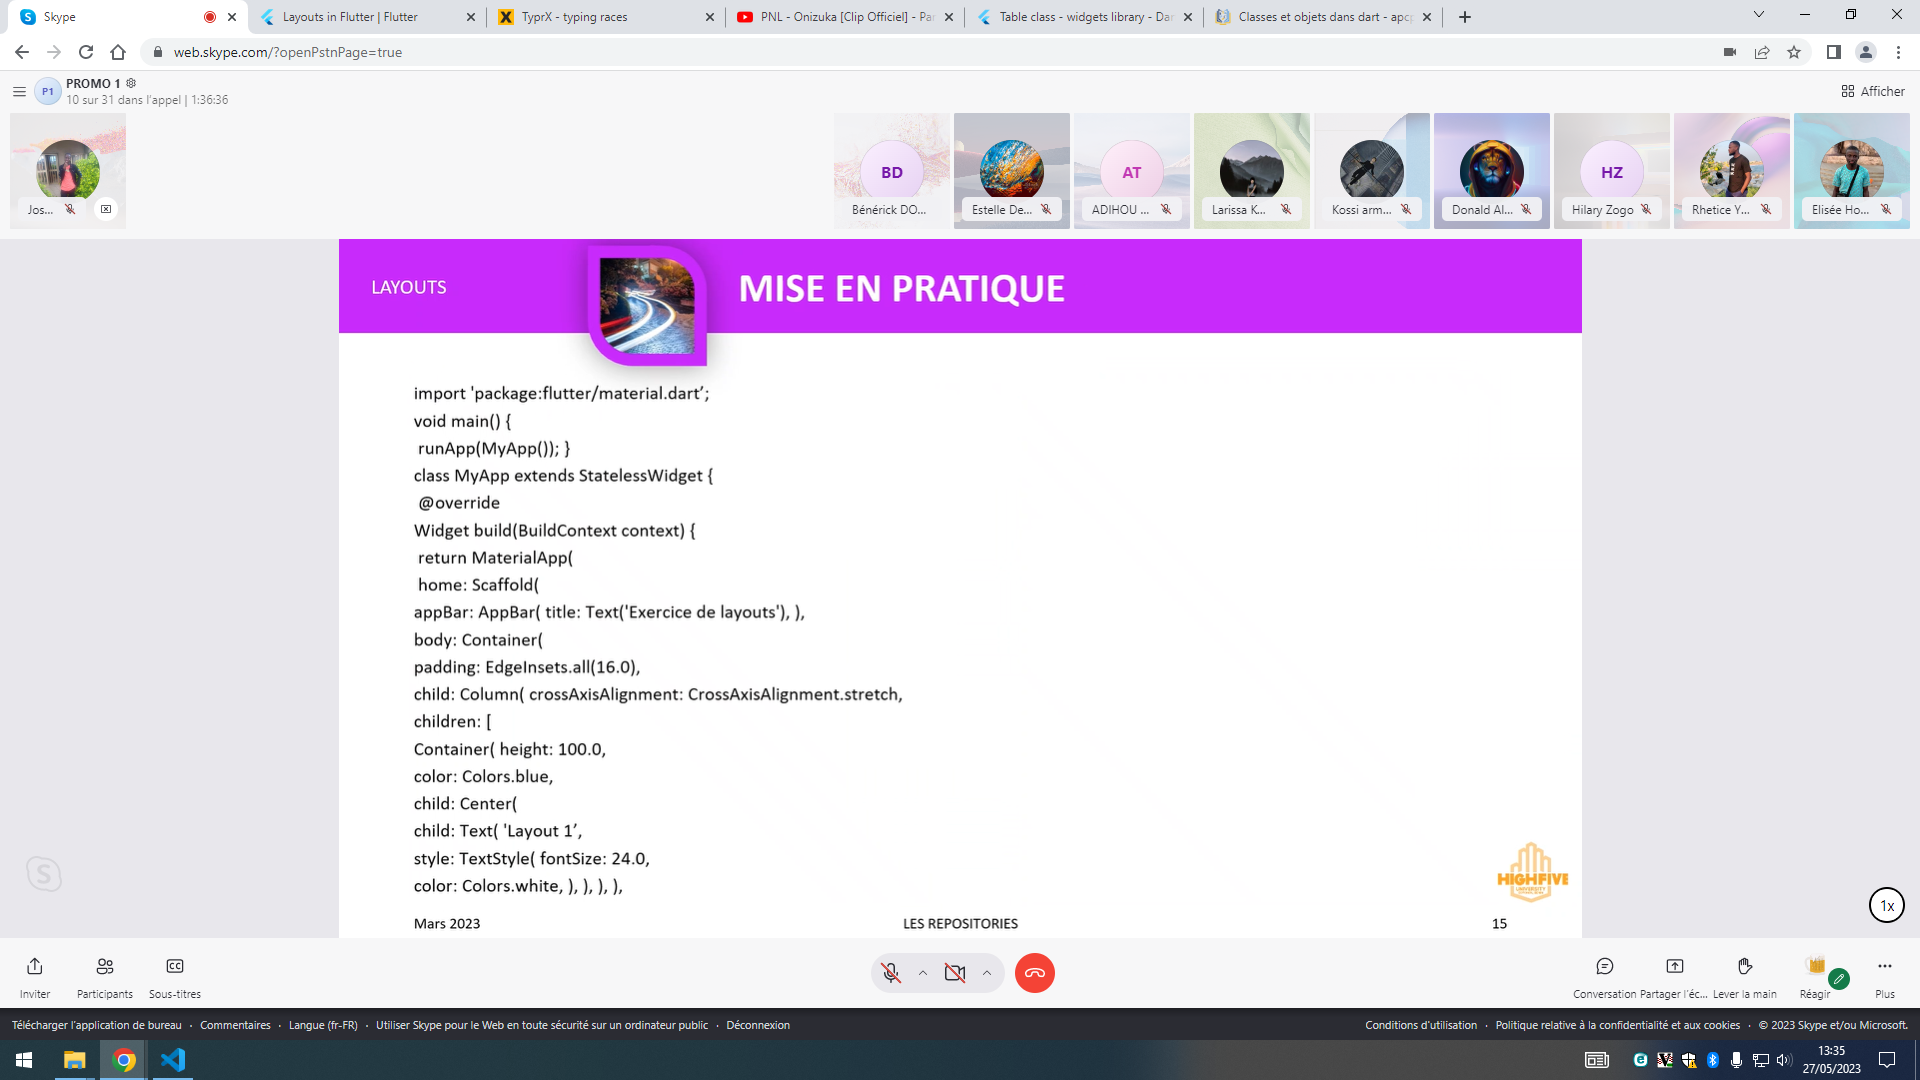 Skype
Layouts in Flutter | Flutter
TyprX - typing races
PNL - Onizuka [Clip Officiel] - Par
Table class - widgets library - Dar
Classes et objets dans dart - apcp
web.skype.com/?openPstnPage=true
P1
PROMO 1
10 sur 31 dans l'appel | 1:36:36
Afficher
BD
AT
HZ
Jos...
Bénérick DO...
Estelle De...
ADIHOU ...
Larissa K...
Kossi arm...
Donald Al...
Hilary Zogo
Rhetice Y...
Elisée Ho...
LAYOUTS
MISE EN PRATIQUE
import 'package:flutter/material.dart’;
void main() {
runApp(MyApp()); }
class MyApp extends StatelessWidget {
@override
Widget build(BuildContext context) {
return MaterialApp(
home: Scaffold(
appBar: AppBar( title: Text('Exercice de layouts'), ),
body: Container(
padding: EdgeInsets.all(16.0),
child: Column( crossAxisAlignment: CrossAxisAlignment.stretch,
children: [
Container( height: 100.0,
color: Colors.blue,
child: Center(
child: Text( 'Layout 1’,
style: TextStyle( fontSize: 24.0,
color: Colors.white, ), ), ), ),
HIGHFIVE
UNIVERSITY
Mars 2023
LES REPOSITORIES
15
1x
Inviter
Participants
Sous-titres
Conversation
Partager l'éc...
Lever la main
Réagir
Plus
Télécharger l'application de bureau · Commentaires · Langue (fr-FR) · Utiliser Skype pour le Web en toute sécurité sur un ordinateur public · Déconnexion
Conditions d'utilisation · Politique relative à la confidentialité et aux cookies · © 2023 Skype et/ou Microsoft.
13:35
27/05/2023